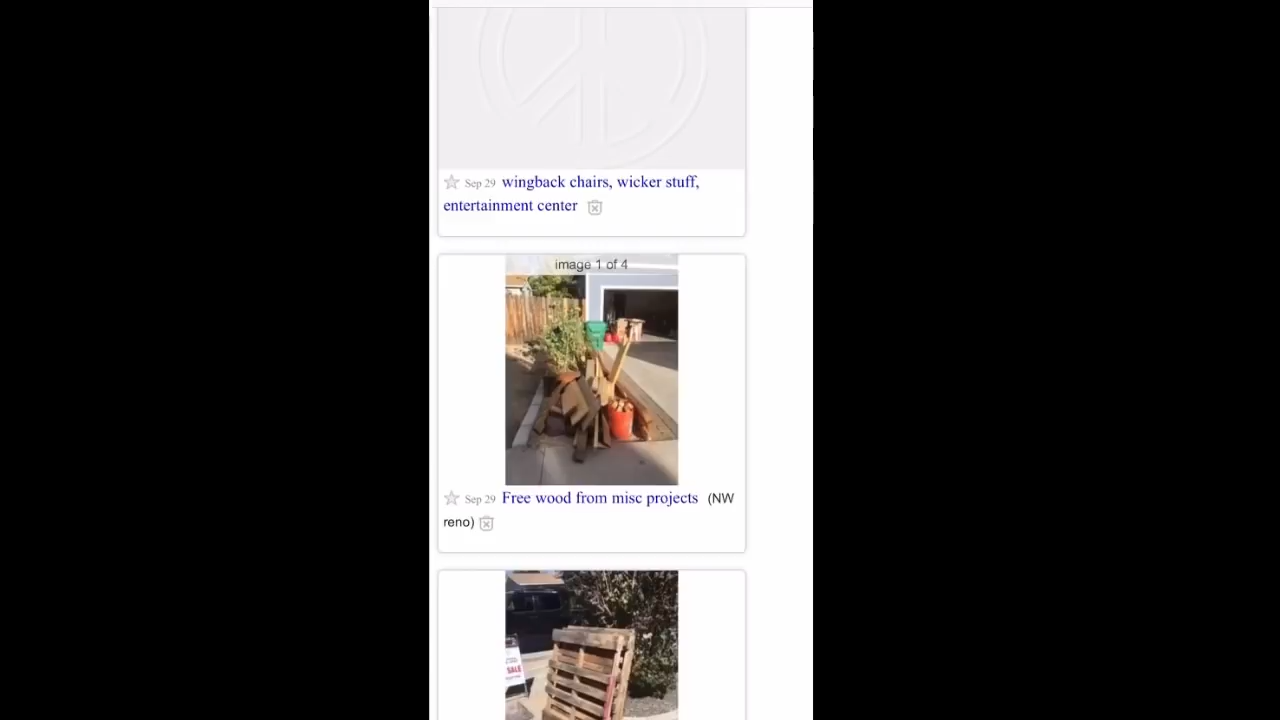 Sep 29 wingback chairs, wicker stuff,
entertainment center
image 1 of 4
Sep 29 Free wood from misc projects (NW
reno)
SALE